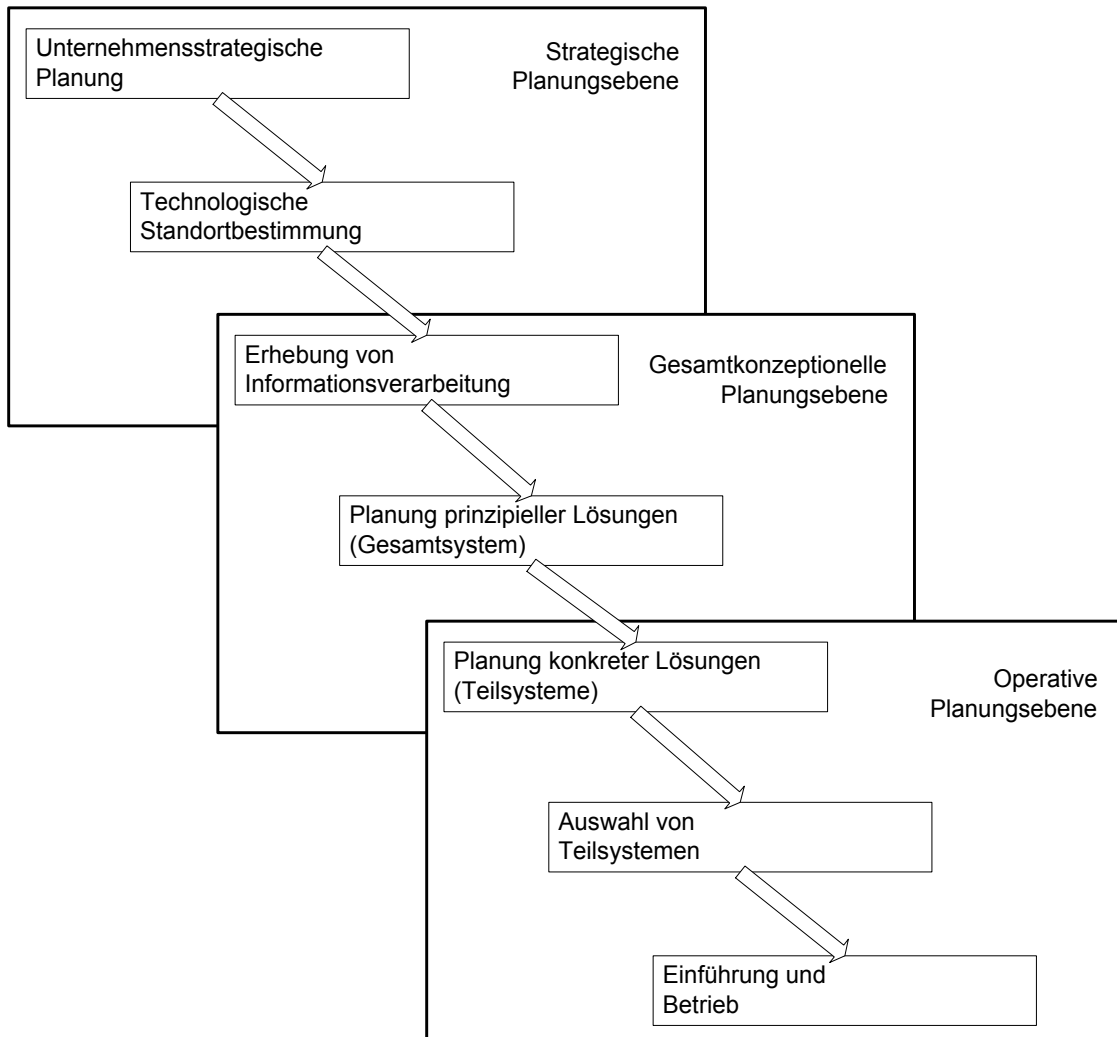 Unternehmensstrategische
Planung
Strategische
Planungsebene
Technologische
Standortbestimmung
Erhebung von
Informationsverarbeitung
Gesamtkonzeptionelle
Planungsebene
Planung prinzipieller Lösungen
(Gesamtsystem)
Planung konkreter Lösungen
(Teilsysteme)
Operative
Planungsebene
Auswahl von
Teilsystemen
Einführung und
Betrieb